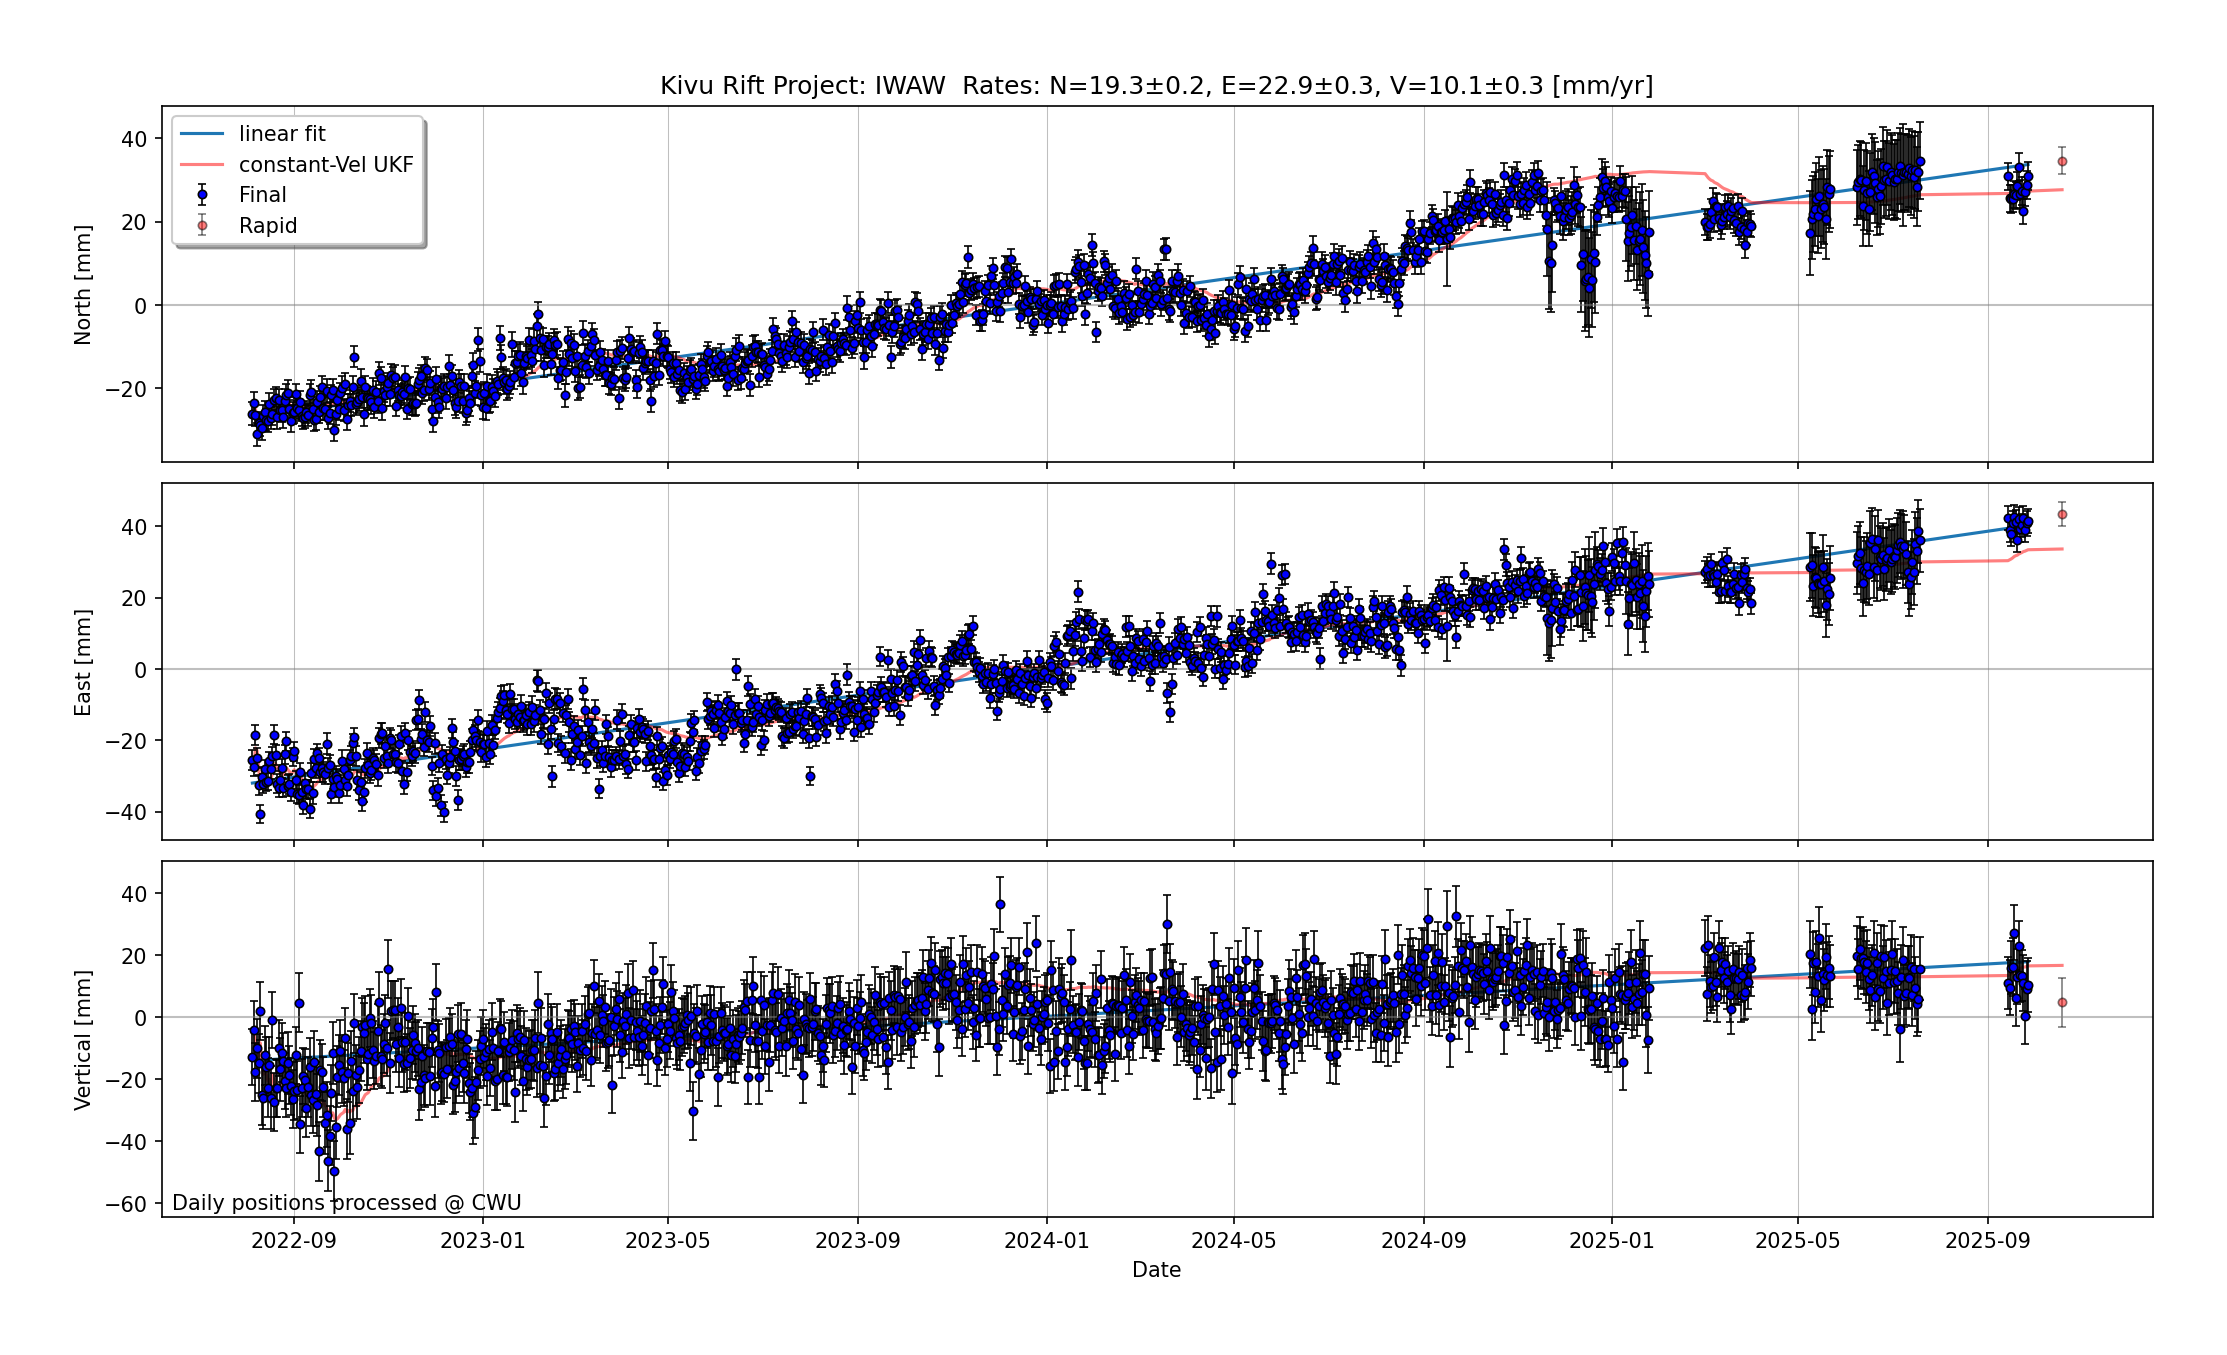 Kivu Rift Project: IWAW  Rates: N=19.3±0.2, E=22.9±0.3, V=10.1±0.3 [mm/yr]
linear fit
constant-Vel UKF
Final
Rapid
North [mm]
40
20
0
−20
East [mm]
40
20
0
−20
−40
Vertical [mm]
40
20
0
−20
−40
−60
Daily positions processed @ CWU
2022-09 2023-01 2023-05 2023-09 2024-01 2024-05 2024-09 2025-01 2025-05 2025-09
Date